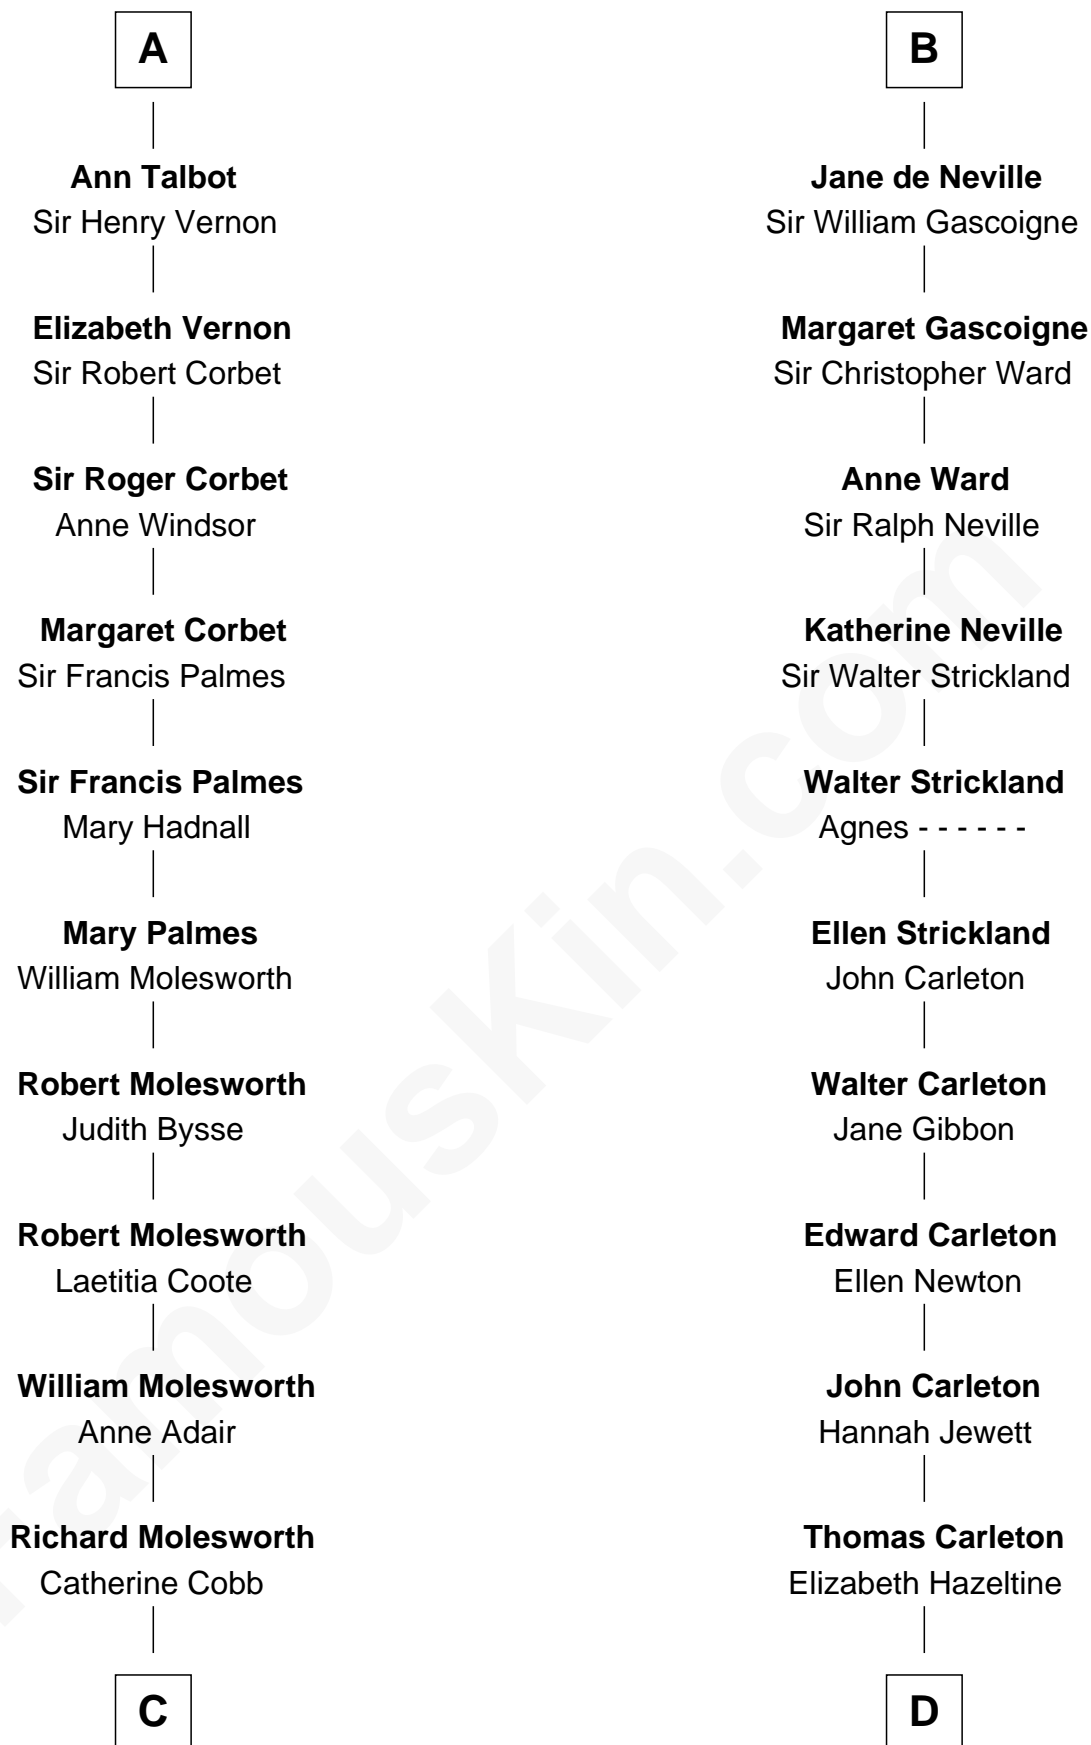 A
Ann Talbot
Sir Henry Vernon
Elizabeth Vernon
Sir Robert Corbet
Sir Roger Corbet
Anne Windsor
Margaret Corbet
Sir Francis Palmes
Sir Francis Palmes
Mary Hadnall
Mary Palmes
William Molesworth
Robert Molesworth
Judith Bysse
Robert Molesworth
Laetitia Coote
William Molesworth
Anne Adair
Richard Molesworth
Catherine Cobb
C
B
Jane de Neville
Sir William Gascoigne
Margaret Gascoigne
Sir Christopher Ward
Anne Ward
Sir Ralph Neville
Katherine Neville
Sir Walter Strickland
Walter Strickland
Agnes - - - - - -
Ellen Strickland
John Carleton
Walter Carleton
Jane Gibbon
Edward Carleton
Ellen Newton
John Carleton
Hannah Jewett
Thomas Carleton
Elizabeth Hazeltine
D
FamousKin.com